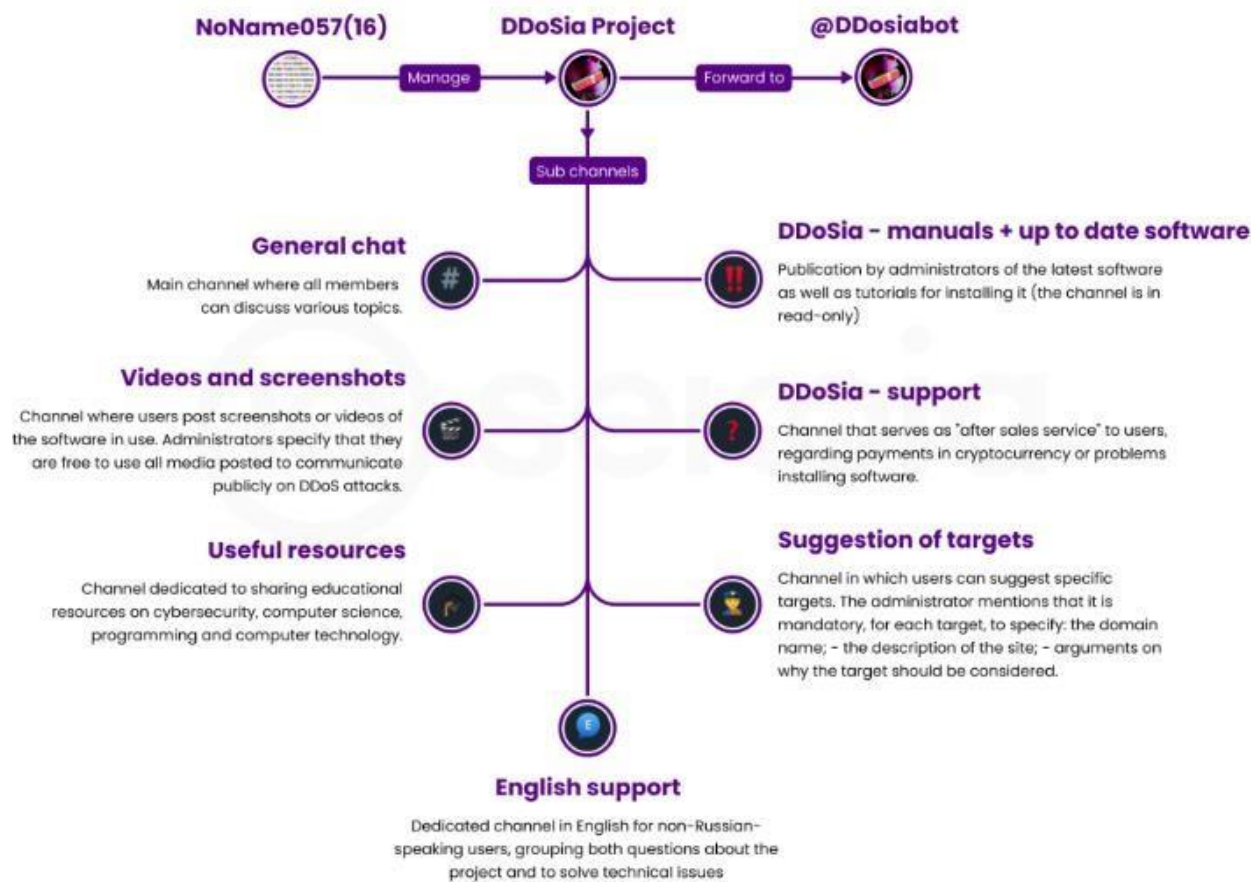 NoName057(16)
DDoSia Project
@DDosiabot
Manage
Forward to
Sub channels
General chat
Main channel where all members
can discuss various topics.
DDoSia - manuals + up to date software
Publication by administrators of the latest software
as well as tutorials for installing it (the channel is in
read-only)
Videos and screenshots
Channel where users post screenshots or videos of
the software in use. Administrators specify that they
are free to use all media posted to communicate
publicly on DDoS attacks.
DDoSia - support
Channel that serves as "after sales service" to users,
regarding payments in cryptocurrency or problems
installing software.
Useful resources
Channel dedicated to sharing educational
resources on cybersecurity, computer science,
programming and computer technology.
Suggestion of targets
Channel in which users can suggest specific
targets. The administrator mentions that it is
mandatory, for each target, to specify: the domain
name; - the description of the site; - arguments on
why the target should be considered.
E
English support
Dedicated channel in English for non-Russian-
speaking users, grouping both questions about the
project and to solve technical issues